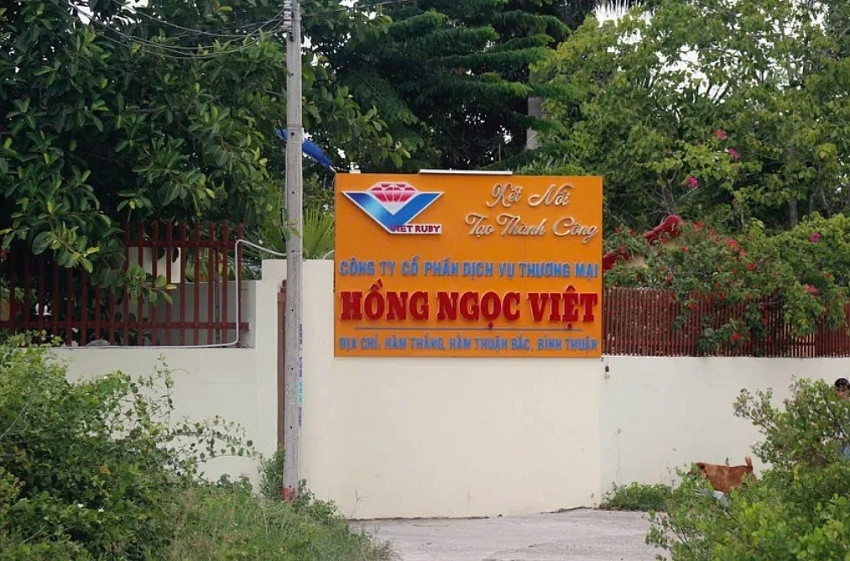 VIET RUBY
Kết Nối
Tạo Thành Công
CÔNG TY CỔ PHẦN DỊCH VỤ THƯƠNG MẠI
HỒNG NGỌC VIỆT
ĐỊA CHỈ: HÀM THẮNG, HÀM THUẬN BẮC, BÌNH THUẬN